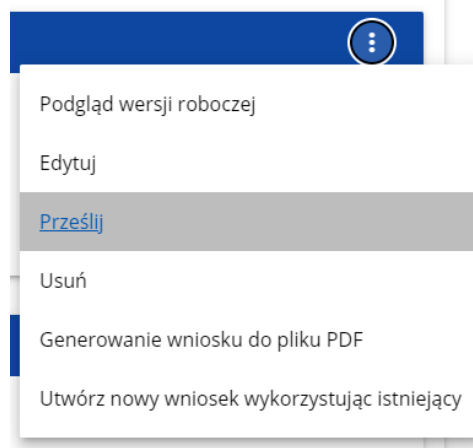 Podgląd wersji roboczej
Edytuj
Prześlij
Usuń
Generowanie wniosku do pliku PDF
Utwórz nowy wniosek wykorzystując istniejący